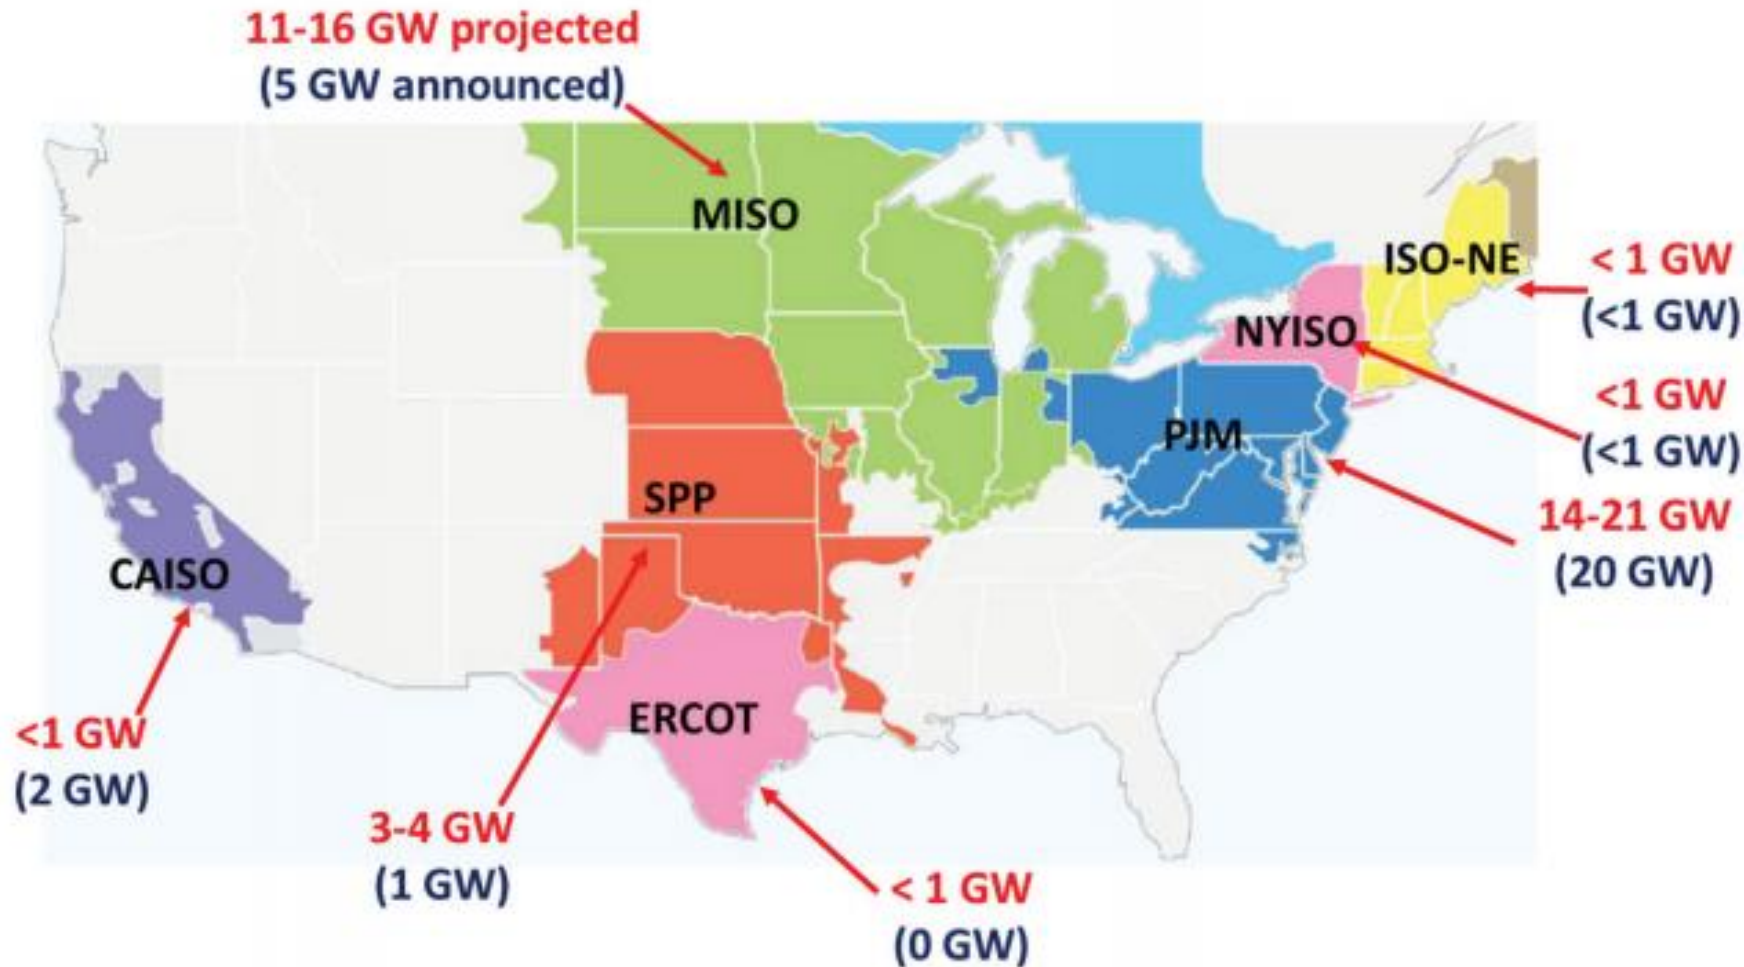 11-16 GW projected
(5 GW announced)
MISO
ISO-NE
< 1 GW
(<1 GW)
NYISO
<1 GW
(<1 GW)
PJM
14-21 GW
(20 GW)
SPP
CAISO
<1 GW
(2 GW)
ERCOT
3-4 GW
(1 GW)
< 1 GW
(0 GW)